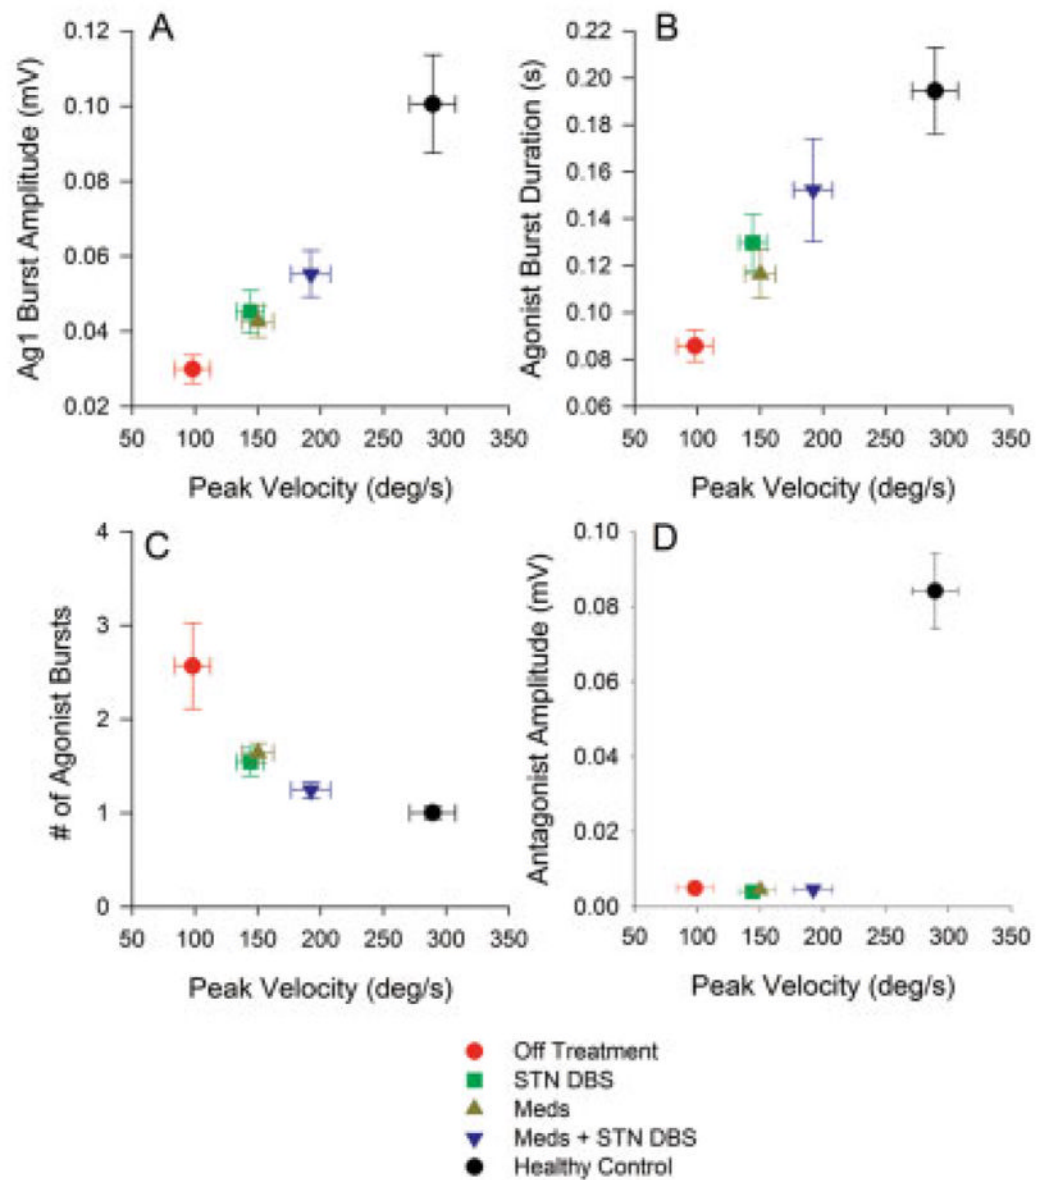 A
Ag1 Burst Amplitude (mV)
0.12
0.10
0.08
0.06
0.04
0.02
50 100 150 200 250 300 350
Peak Velocity (deg/s)
B
Agonist Burst Duration (s)
0.22
0.20
0.18
0.16
0.14
0.12
0.10
0.08
0.06
50 100 150 200 250 300 350
Peak Velocity (deg/s)
C
# of Agonist Bursts
4
3
2
1
0
50 100 150 200 250 300 350
Peak Velocity (deg/s)
D
Antagonist Amplitude (mV)
0.10
0.08
0.06
0.04
0.02
0.00
50 100 150 200 250 300 350
Peak Velocity (deg/s)
Off Treatment
STN DBS
Meds
Meds + STN DBS
Healthy Control